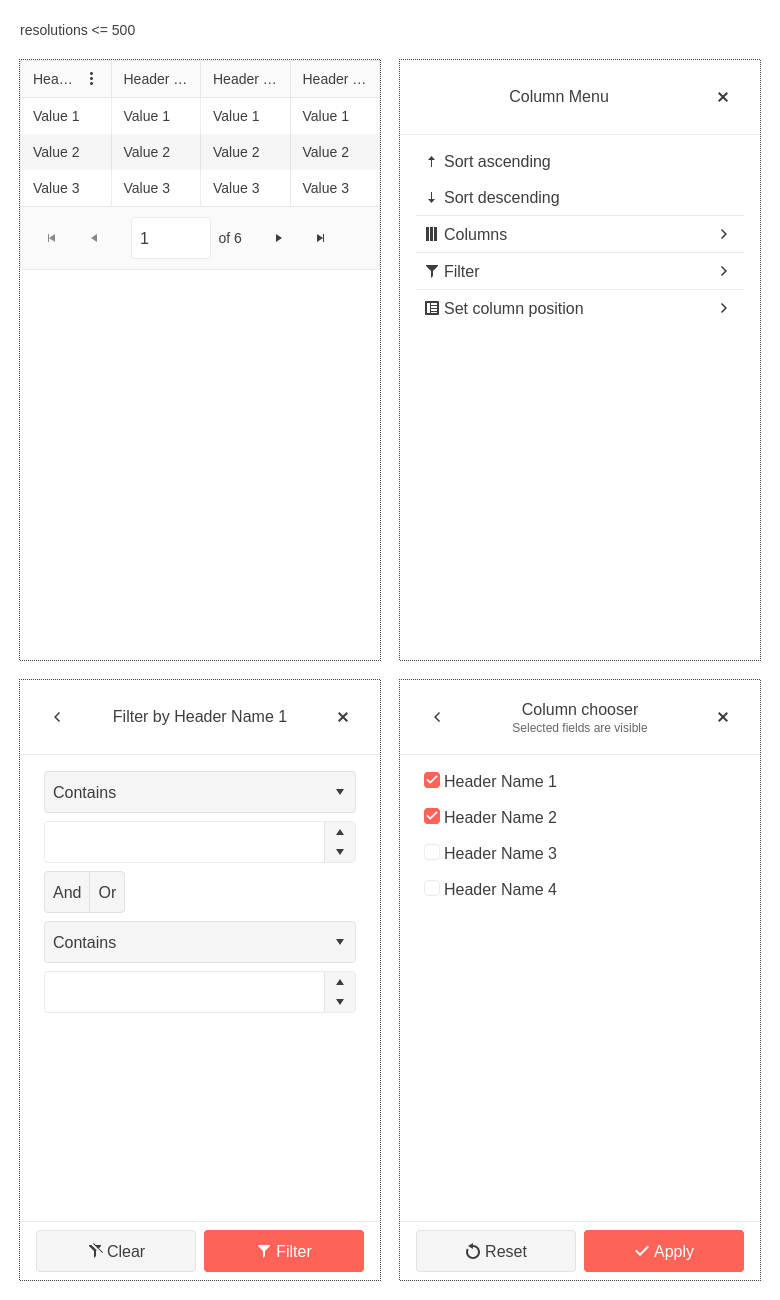 resolutions <= 500
Hea… Header … Header … Header …
Value 1 Value 1 Value 1 Value 1
Value 2 Value 2 Value 2 Value 2
Value 3 Value 3 Value 3 Value 3
1 of 6
Column Menu
Sort ascending
Sort descending
Columns
Filter
Set column position
Filter by Header Name 1
Contains
And Or
Contains
Clear Filter
Column chooser
Selected fields are visible
Header Name 1
Header Name 2
Header Name 3
Header Name 4
Reset Apply